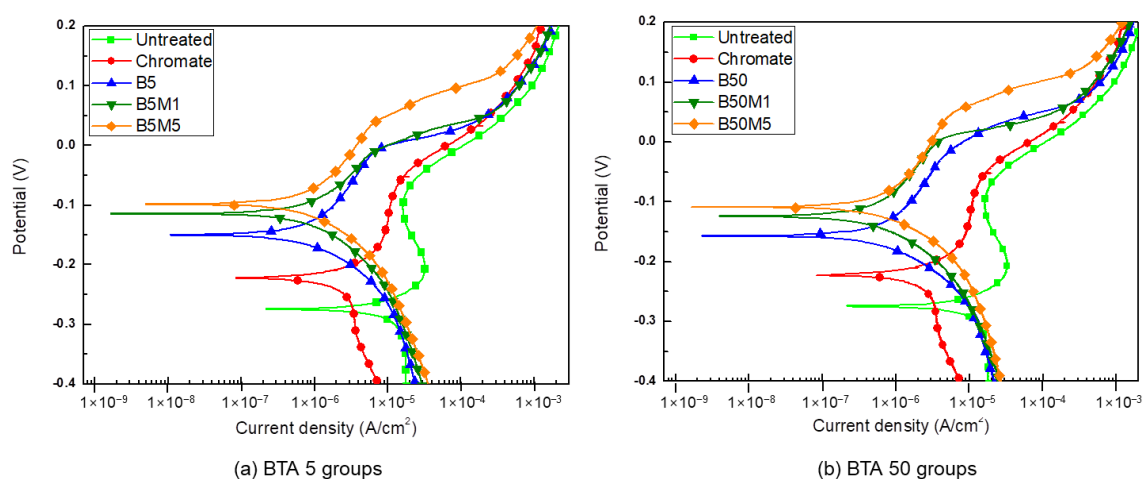 0.2
0.1
0.0
-0.1
-0.2
-0.3
-0.4
Potential (V)
Untreated
Chromate
B5
B5M1
B5M5
1×10⁻⁹ 1×10⁻⁸ 1×10⁻⁷ 1×10⁻⁶ 1×10⁻⁵ 1×10⁻⁴ 1×10⁻³
Current density (A/cm²)
(a) BTA 5 groups
0.2
0.1
0.0
-0.1
-0.2
-0.3
-0.4
Potential (V)
Untreated
Chromate
B50
B50M1
B50M5
1×10⁻⁹ 1×10⁻⁸ 1×10⁻⁷ 1×10⁻⁶ 1×10⁻⁵ 1×10⁻⁴ 1×10⁻³
Current density (A/cm²)
(b) BTA 50 groups